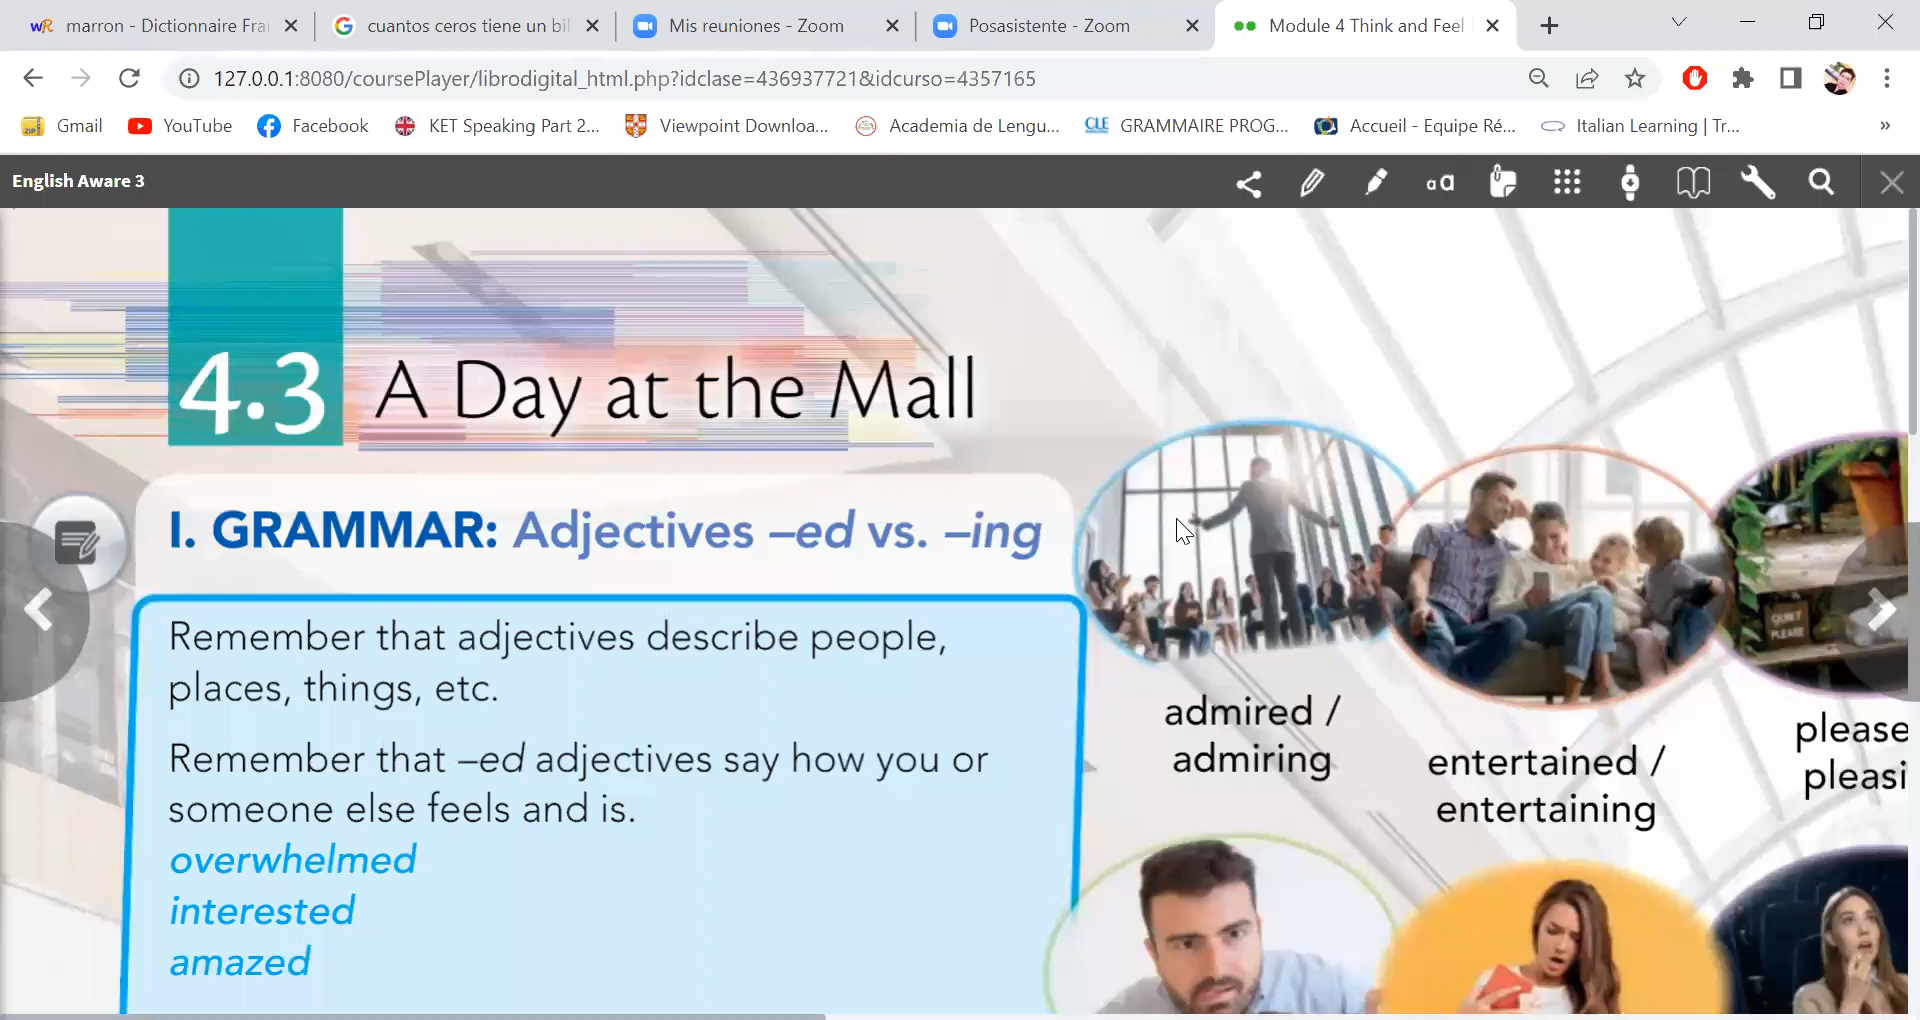 marron - Dictionnaire Fra
cuantos ceros tiene un bil
Mis reuniones - Zoom
Posasistente - Zoom
Module 4 Think and Feel
127.0.0.1:8080/coursePlayer/librodigital_html.php?idclase=436937721&idcurso=4357165
Gmail
YouTube
Facebook
KET Speaking Part 2...
Viewpoint Downloa...
Academia de Lengu...
CLE
GRAMMAIRE PROG...
Accueil - Equipe Ré...
Italian Learning | Tr...
»
English Aware 3
aa
4.3 A Day at the Mall
I. GRAMMAR: Adjectives –ed vs. –ing
Remember that adjectives describe people,
places, things, etc.
Remember that –ed adjectives say how you or
someone else feels and is.
overwhelmed
interested
amazed
admired /
admiring
entertained /
entertaining
QUIET
PLEASE
please
pleasi